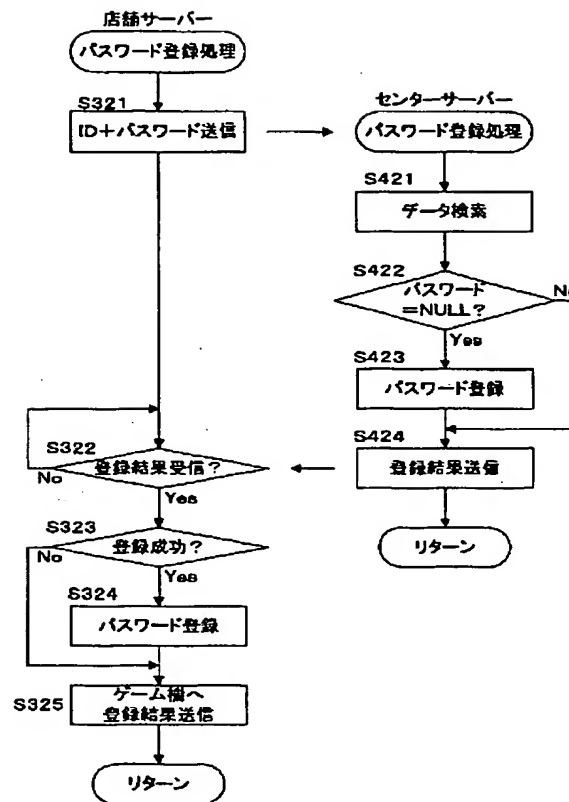 店舗サーバー
パスワード登録処理
S321
ID+パスワード送信
S322
登録結果受信?
No
Yes
S323
登録成功?
No
Yes
S324
パスワード登録
S325
ゲーム機へ
登録結果送信
リターン
センターサーバー
パスワード登録処理
S421
データ検索
S422
パスワード
=NULL?
No
Yes
S423
パスワード登録
S424
登録結果送信
リターン